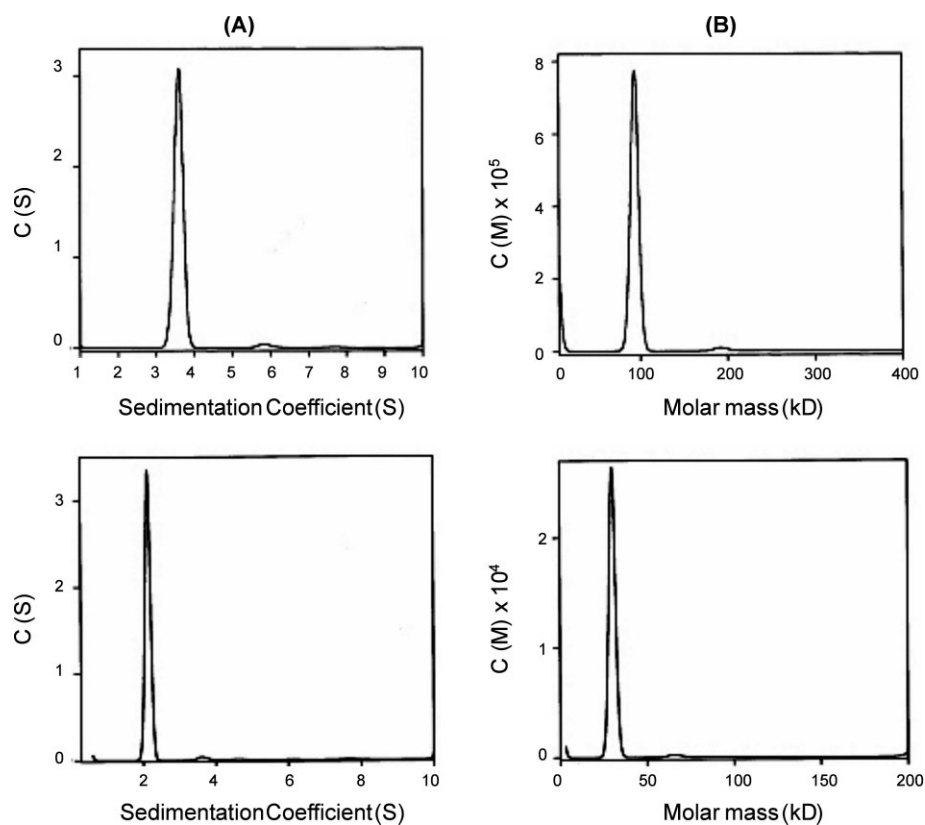 (A)
(B)
C (S)
3
2
1
0
1 2 3 4 5 6 7 8 9 10
Sedimentation Coefficient (S)
C (M) x 10⁵
8
6
4
2
0
0 100 200 300 400
Molar mass (kD)
C (S)
3
2
1
0
2 4 6 8 10
Sedimentation Coefficient (S)
C (M) x 10⁴
2
1
0
0 50 100 150 200
Molar mass (kD)